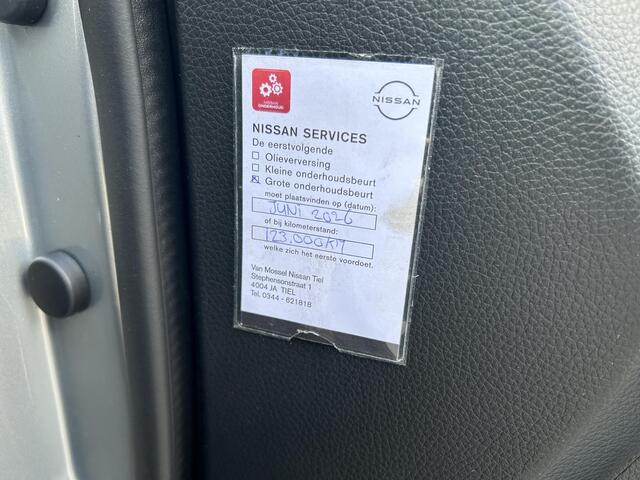 NISSAN
ONDERHOUD
NISSAN
NISSAN SERVICES
De eerstvolgende
Olieverversing
Kleine onderhoudsbeurt
Grote onderhoudsbeurt
moet plaatsvinden op (datum):
JUNI 2026
of bij kilometerstand:
123.000KM
welke zich het eerste voordoet.
Van Mossel Nissan Tiel
Stephensonstraat 1
4004 JA TIEL
Tel. 0344 - 621818